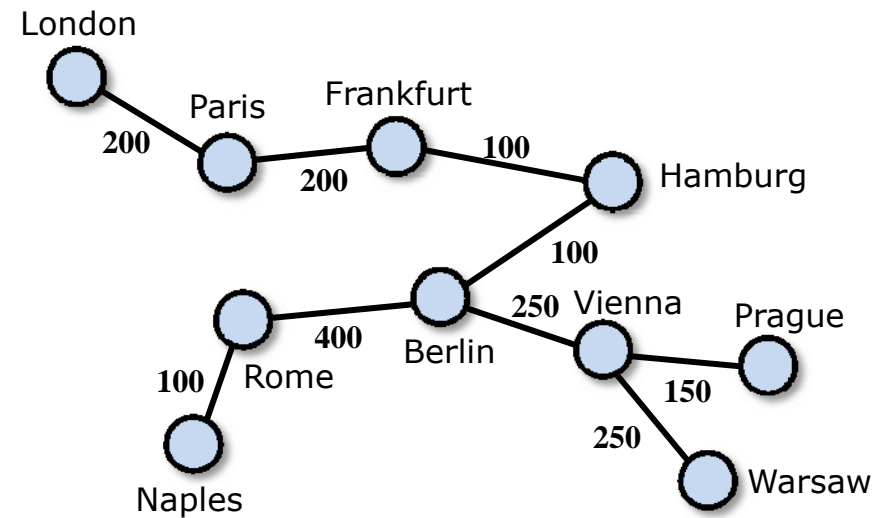 London
Paris
Frankfurt
200
200
100
Hamburg
100
250
Vienna
Prague
400
Berlin
100
Rome
150
250
Warsaw
Naples